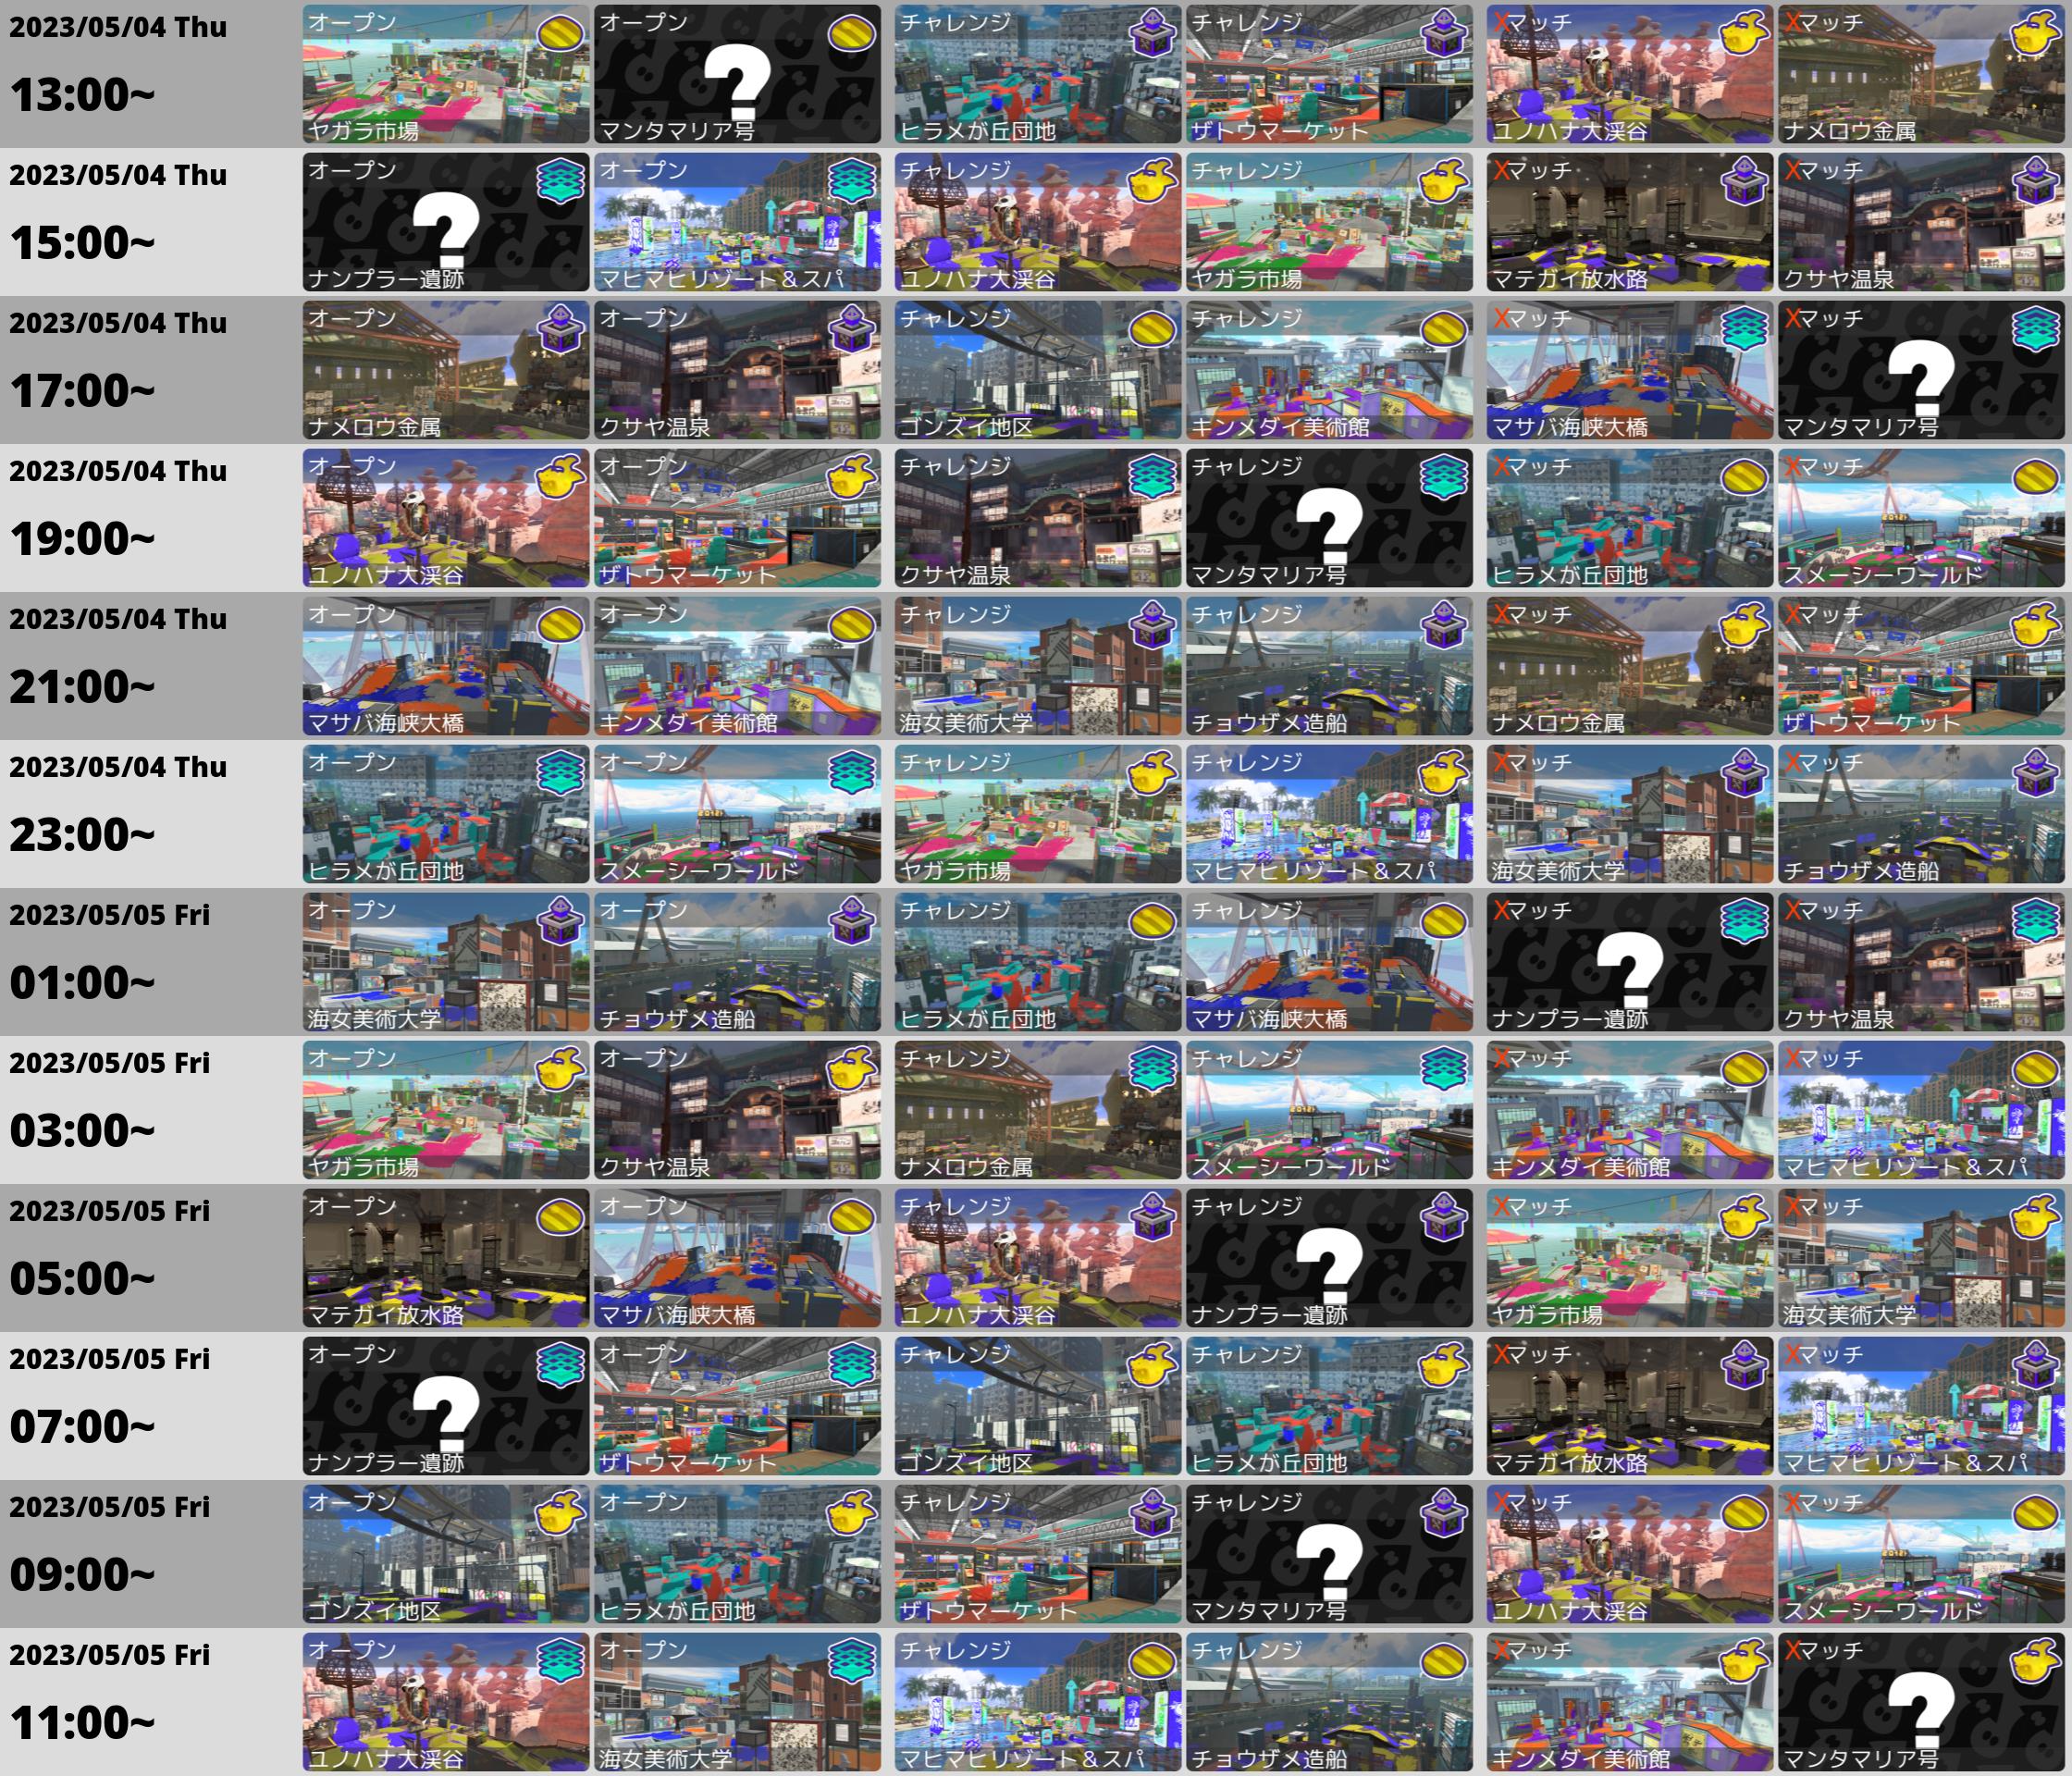 2023/05/04 Thu
13:00~
オープン オープン チャレンジ チャレンジ Xマッチ Xマッチ
ヤガラ市場 マンタマリア号 ヒラメが丘団地 ザトウマーケット ユノハナ大渓谷 ナメロウ金属
2023/05/04 Thu
15:00~
オープン オープン チャレンジ チャレンジ Xマッチ Xマッチ
ナンプラー遺跡 マヒマヒリゾート＆スパ ユノハナ大渓谷 ヤガラ市場 マテガイ放水路 クサヤ温泉
2023/05/04 Thu
17:00~
オープン オープン チャレンジ チャレンジ Xマッチ Xマッチ
ナメロウ金属 クサヤ温泉 ゴンズイ地区 キンメダイ美術館 マサバ海峡大橋 マンタマリア号
2023/05/04 Thu
19:00~
オープン オープン チャレンジ チャレンジ Xマッチ Xマッチ
ユノハナ大渓谷 ザトウマーケット クサヤ温泉 マンタマリア号 ヒラメが丘団地 スメーシーワールド
2023/05/04 Thu
21:00~
オープン オープン チャレンジ チャレンジ Xマッチ Xマッチ
マサバ海峡大橋 キンメダイ美術館 海女美術大学 チョウザメ造船 ナメロウ金属 ザトウマーケット
2023/05/04 Thu
23:00~
オープン オープン チャレンジ チャレンジ Xマッチ Xマッチ
ヒラメが丘団地 スメーシーワールド ヤガラ市場 マヒマヒリゾート＆スパ 海女美術大学 チョウザメ造船
2023/05/05 Fri
01:00~
オープン オープン チャレンジ チャレンジ Xマッチ Xマッチ
海女美術大学 チョウザメ造船 ヒラメが丘団地 マサバ海峡大橋 ナンプラー遺跡 クサヤ温泉
2023/05/05 Fri
03:00~
オープン オープン チャレンジ チャレンジ Xマッチ Xマッチ
ヤガラ市場 クサヤ温泉 ナメロウ金属 スメーシーワールド キンメダイ美術館 マヒマヒリゾート＆スパ
2023/05/05 Fri
05:00~
オープン オープン チャレンジ チャレンジ Xマッチ Xマッチ
マテガイ放水路 マサバ海峡大橋 ユノハナ大渓谷 ナンプラー遺跡 ヤガラ市場 海女美術大学
2023/05/05 Fri
07:00~
オープン オープン チャレンジ チャレンジ Xマッチ Xマッチ
ナンプラー遺跡 ザトウマーケット ゴンズイ地区 ヒラメが丘団地 マテガイ放水路 マヒマヒリゾート＆スパ
2023/05/05 Fri
09:00~
オープン オープン チャレンジ チャレンジ Xマッチ Xマッチ
ゴンズイ地区 ヒラメが丘団地 ザトウマーケット マンタマリア号 ユノハナ大渓谷 スメーシーワールド
2023/05/05 Fri
11:00~
オープン オープン チャレンジ チャレンジ Xマッチ Xマッチ
ユノハナ大渓谷 海女美術大学 マヒマヒリゾート＆スパ チョウザメ造船 キンメダイ美術館 マンタマリア号